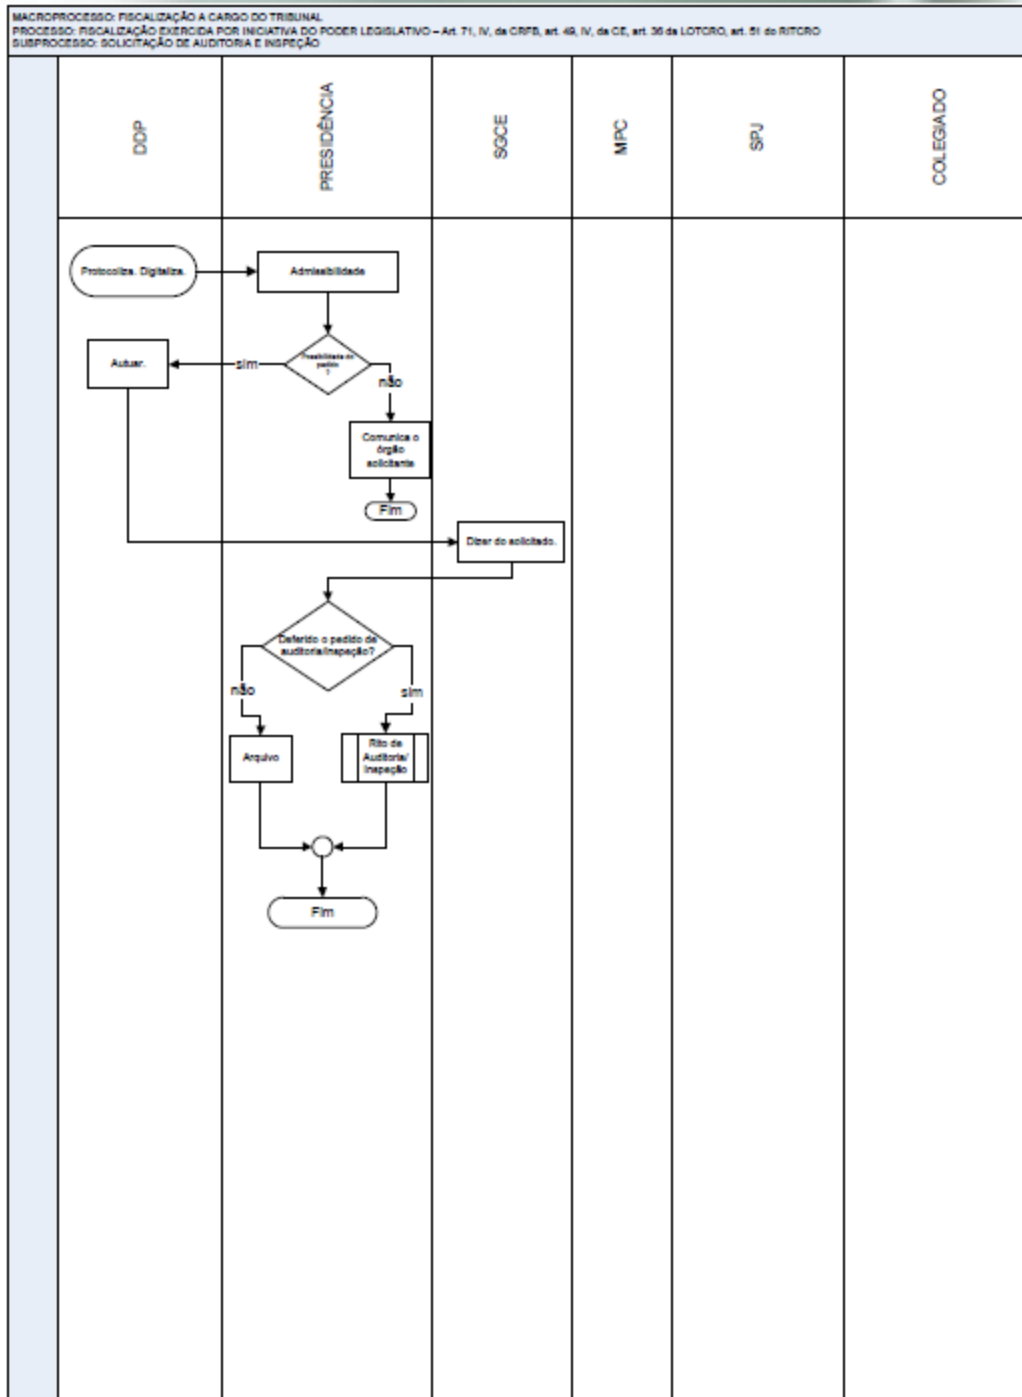 MACROPROCESSO: FISCALIZAÇÃO A CARGO DO TRIBUNAL
PROCESSO: FISCALIZAÇÃO EXERCIDA POR INICIATIVA DO PODER LEGISLATIVO – Art. 71, IV, da CRFB, art. 49, IV, da CE, art. 36 da LOTCRO, art. 51 do RITCRO
SUBPROCESSO: SOLICITAÇÃO DE AUDITORIA E INSPEÇÃO
DDP
PRESIDÊNCIA
SGCE
MPC
SPJ
COLEGIADO
Protocoliza. Digitaliza.
Admissibilidade
Possibilidade do
pedido
?
sim
Autuar.
não
Comunica o
órgão
solicitante
Fim
Dizer do solicitado.
Deferido o pedido de
auditoria/inspeção?
não
sim
Arquivo
Rito de
Auditoria/
Inspeção
Fim